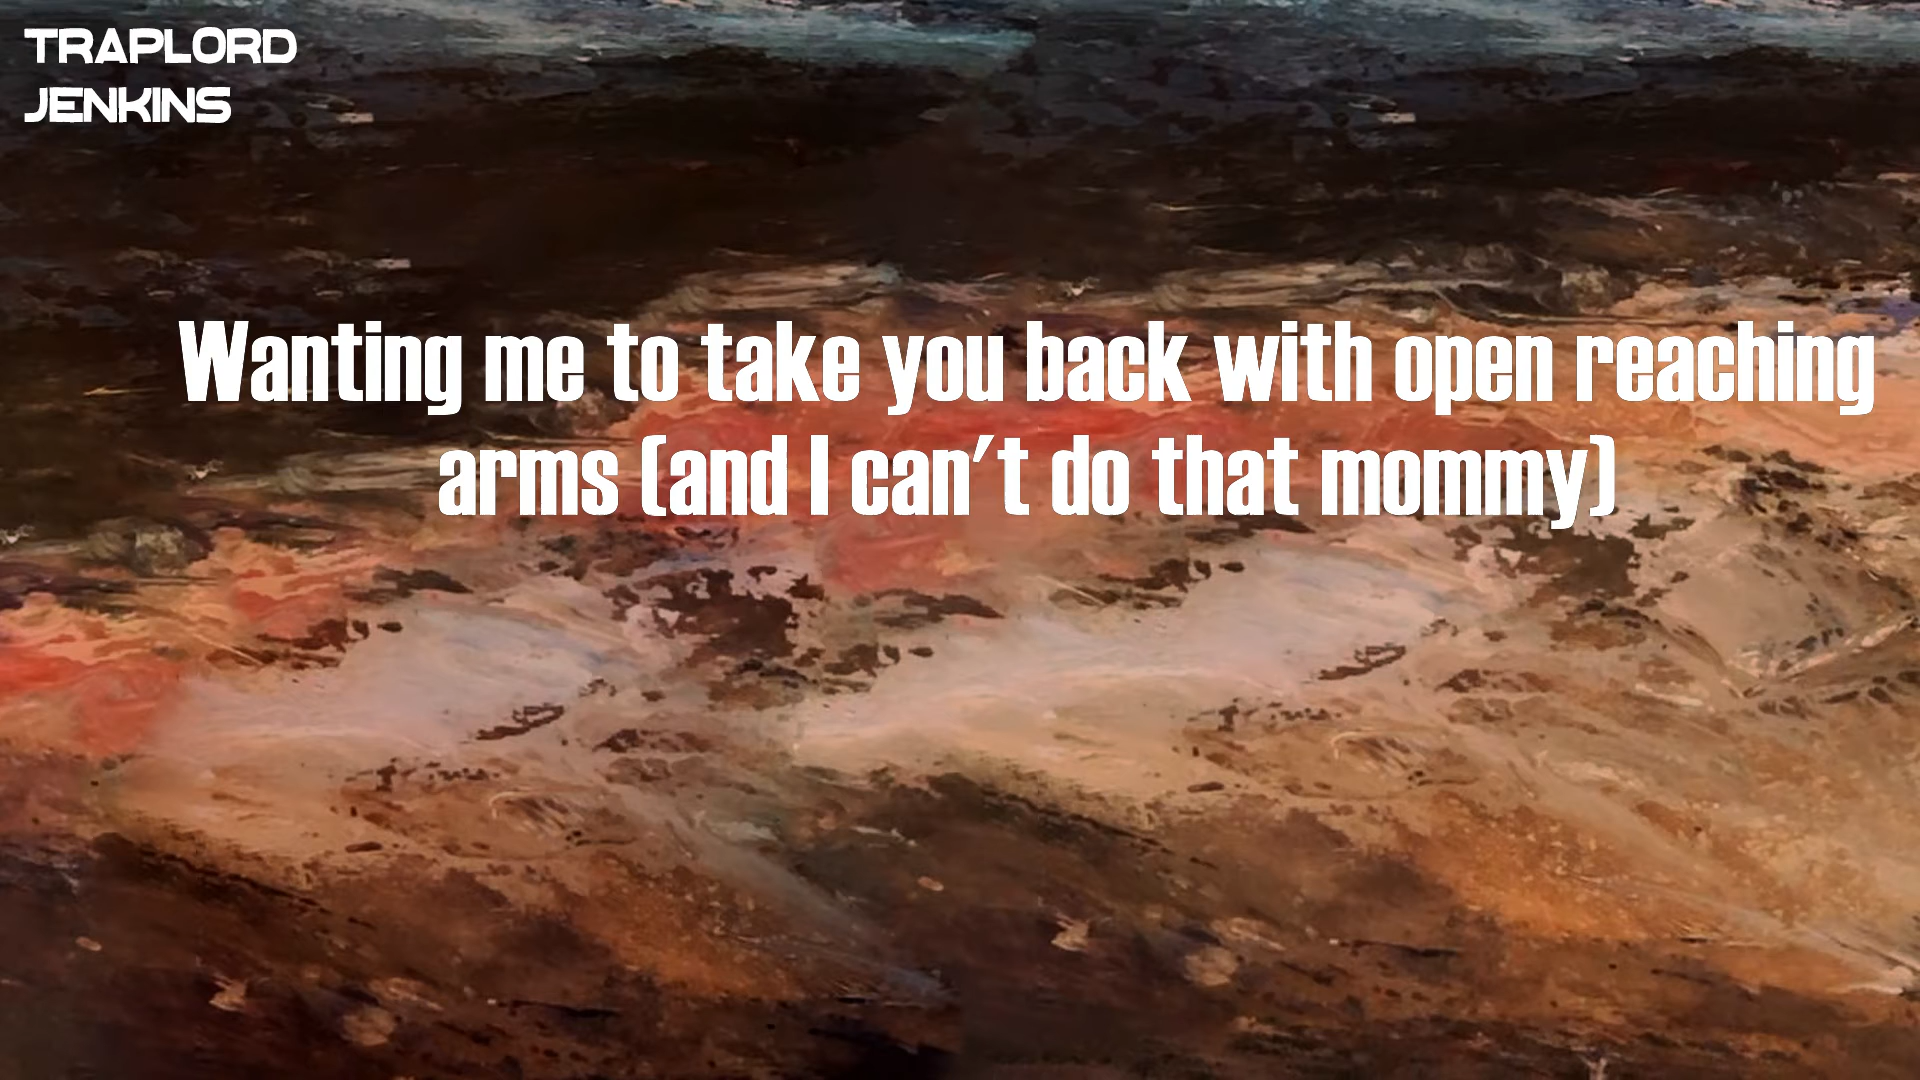 TRAPLORD
JENKINS
Wanting me to take you back with open reaching
arms (and I can't do that mommy)